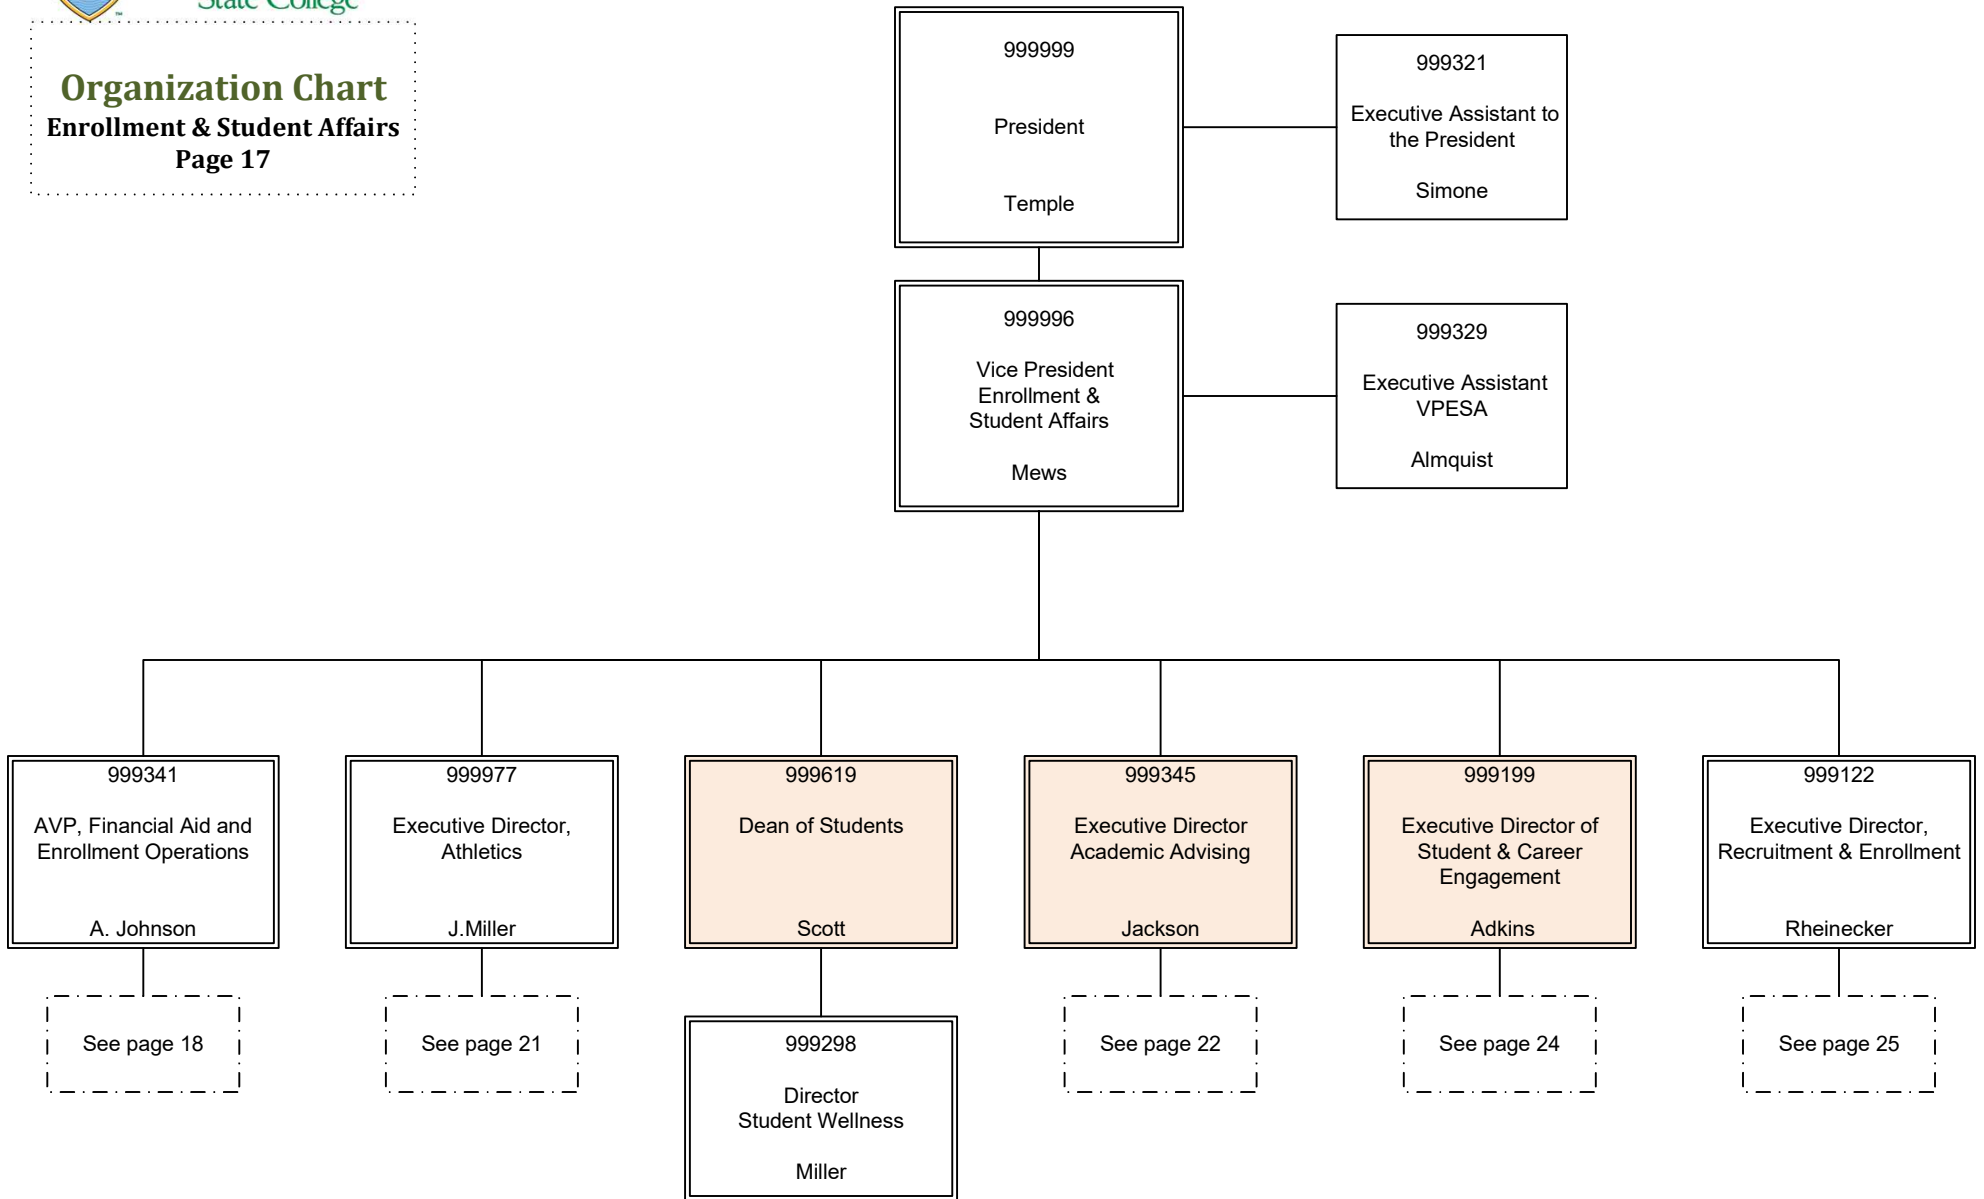 State College
Organization Chart
Enrollment & Student Affairs
Page 17
999999
President
Temple
999321
Executive Assistant to
the President
Simone
999996
Vice President
Enrollment &
Student Affairs
Mews
999329
Executive Assistant
VPESA
Almquist
999341
AVP, Financial Aid and
Enrollment Operations
A. Johnson
See page 18
999977
Executive Director,
Athletics
J.Miller
See page 21
999619
Dean of Students
Scott
999298
Director
Student Wellness
Miller
999345
Executive Director
Academic Advising
Jackson
See page 22
999199
Executive Director of
Student & Career
Engagement
Adkins
See page 24
999122
Executive Director,
Recruitment & Enrollment
Rheinecker
See page 25